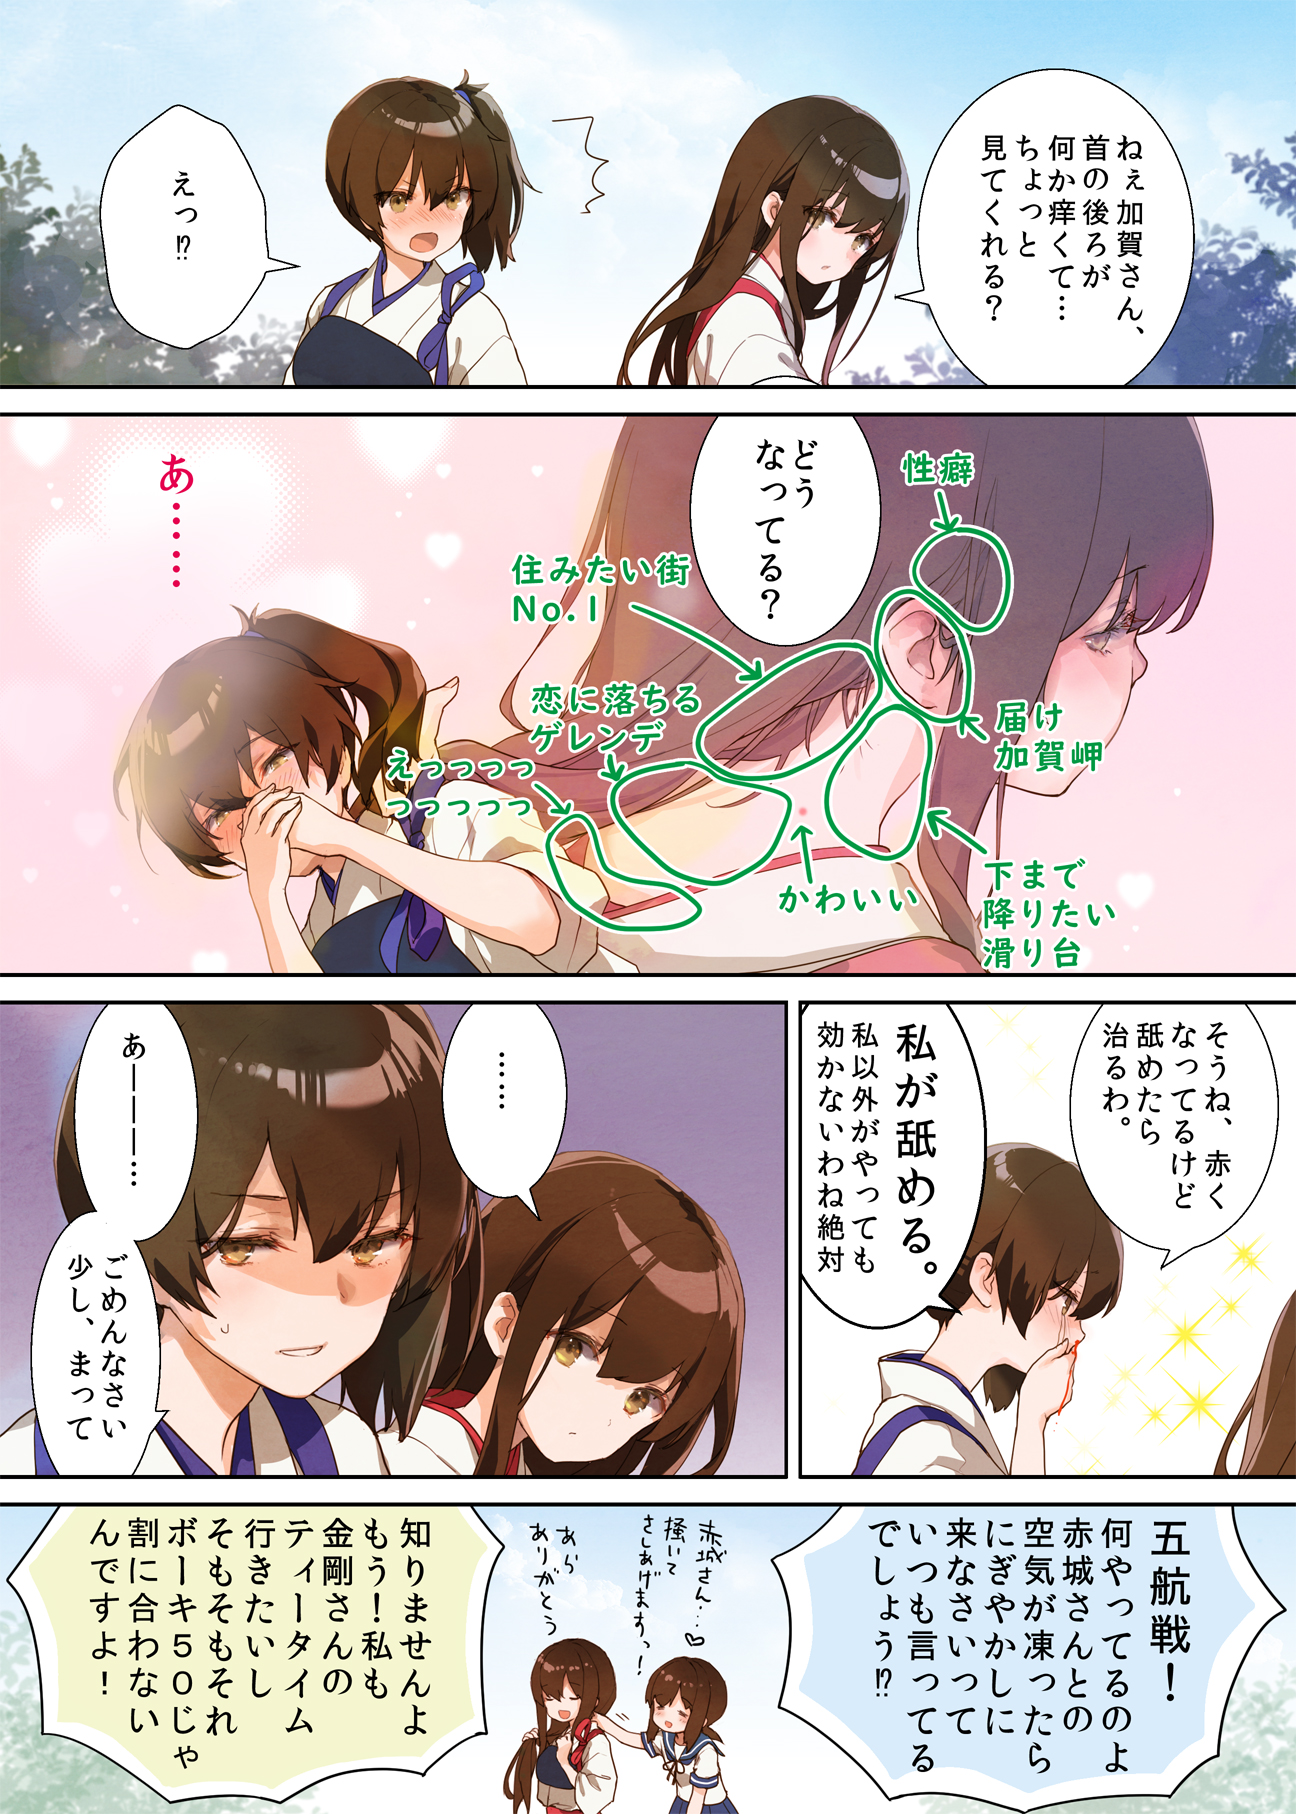 ねぇ加賀さん、
首の後ろが
何か痒くて…
ちょっと
見てくれる？
えっ⁉
どう
なってる？
性癖
住みたい街
No.1
届け
加賀岬
恋に落ちる
ゲレンデ
えっっっっ
っっっっっ
かわいい
下まで
降りたい
滑り台
あ……
そうね、赤く
なってるけど
舐めたら
治るわ。
私が舐める。
私以外がやっても
効かないわね絶対
……
あーーー…
ごめんなさい
少し、まって
五航戦！
何やってるのよ
赤城さんとの
空気が凍ったら
にぎやかしに
来なさいって
いつも言ってる
でしょう⁉
赤城さん…♡
掻いて
さしあげますっ！
あら
ありがとう
知りませんよ
もう！私も
金剛さんの
ティータイム
行きたいし
そもそもそれ
ボーキ５０じゃ
割に合わない
んですよ！